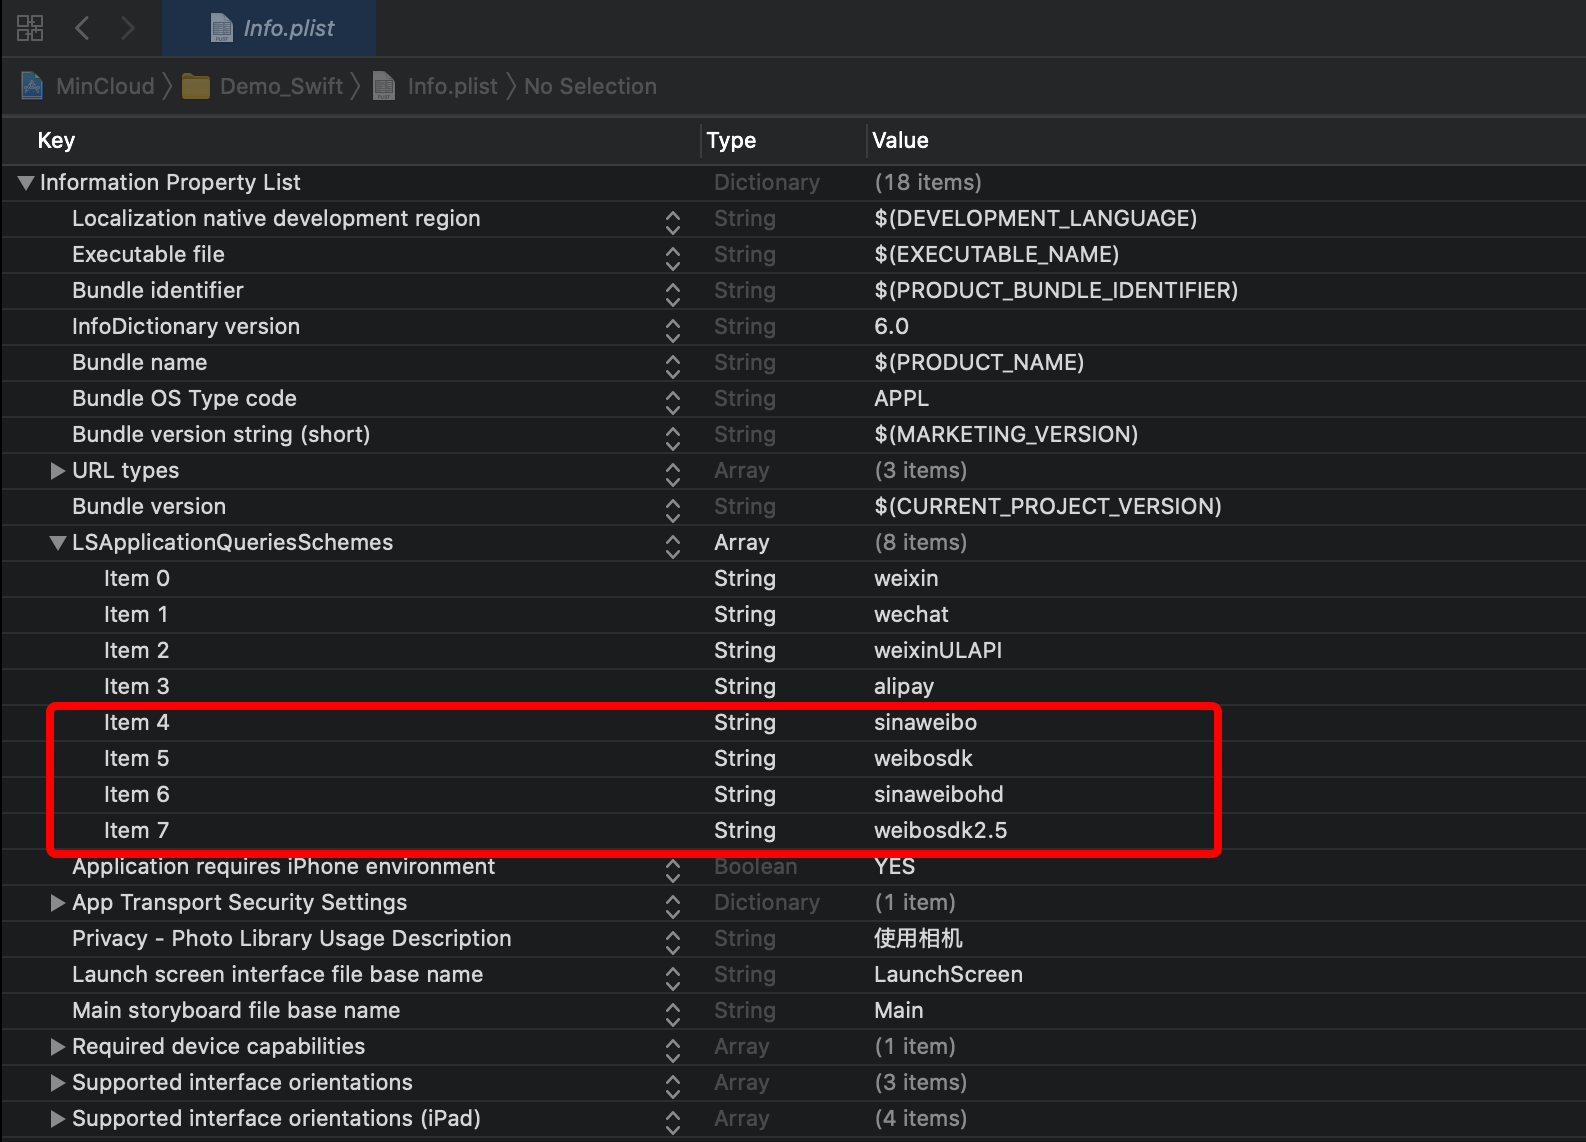 Info.plist
MinCloud Demo_Swift Info.plist No Selection
Key Type Value
Information Property List Dictionary (18 items)
Localization native development region String $(DEVELOPMENT_LANGUAGE)
Executable file String $(EXECUTABLE_NAME)
Bundle identifier String $(PRODUCT_BUNDLE_IDENTIFIER)
InfoDictionary version String 6.0
Bundle name String $(PRODUCT_NAME)
Bundle OS Type code String APPL
Bundle version string (short) String $(MARKETING_VERSION)
URL types Array (3 items)
Bundle version String $(CURRENT_PROJECT_VERSION)
LSApplicationQueriesSchemes Array (8 items)
Item 0 String weixin
Item 1 String wechat
Item 2 String weixinULAPI
Item 3 String alipay
Item 4 String sinaweibo
Item 5 String weibosdk
Item 6 String sinaweibohd
Item 7 String weibosdk2.5
Application requires iPhone environment Boolean YES
App Transport Security Settings Dictionary (1 item)
Privacy - Photo Library Usage Description String 使用相机
Launch screen interface file base name String LaunchScreen
Main storyboard file base name String Main
Required device capabilities Array (1 item)
Supported interface orientations Array (3 items)
Supported interface orientations (iPad) Array (4 items)